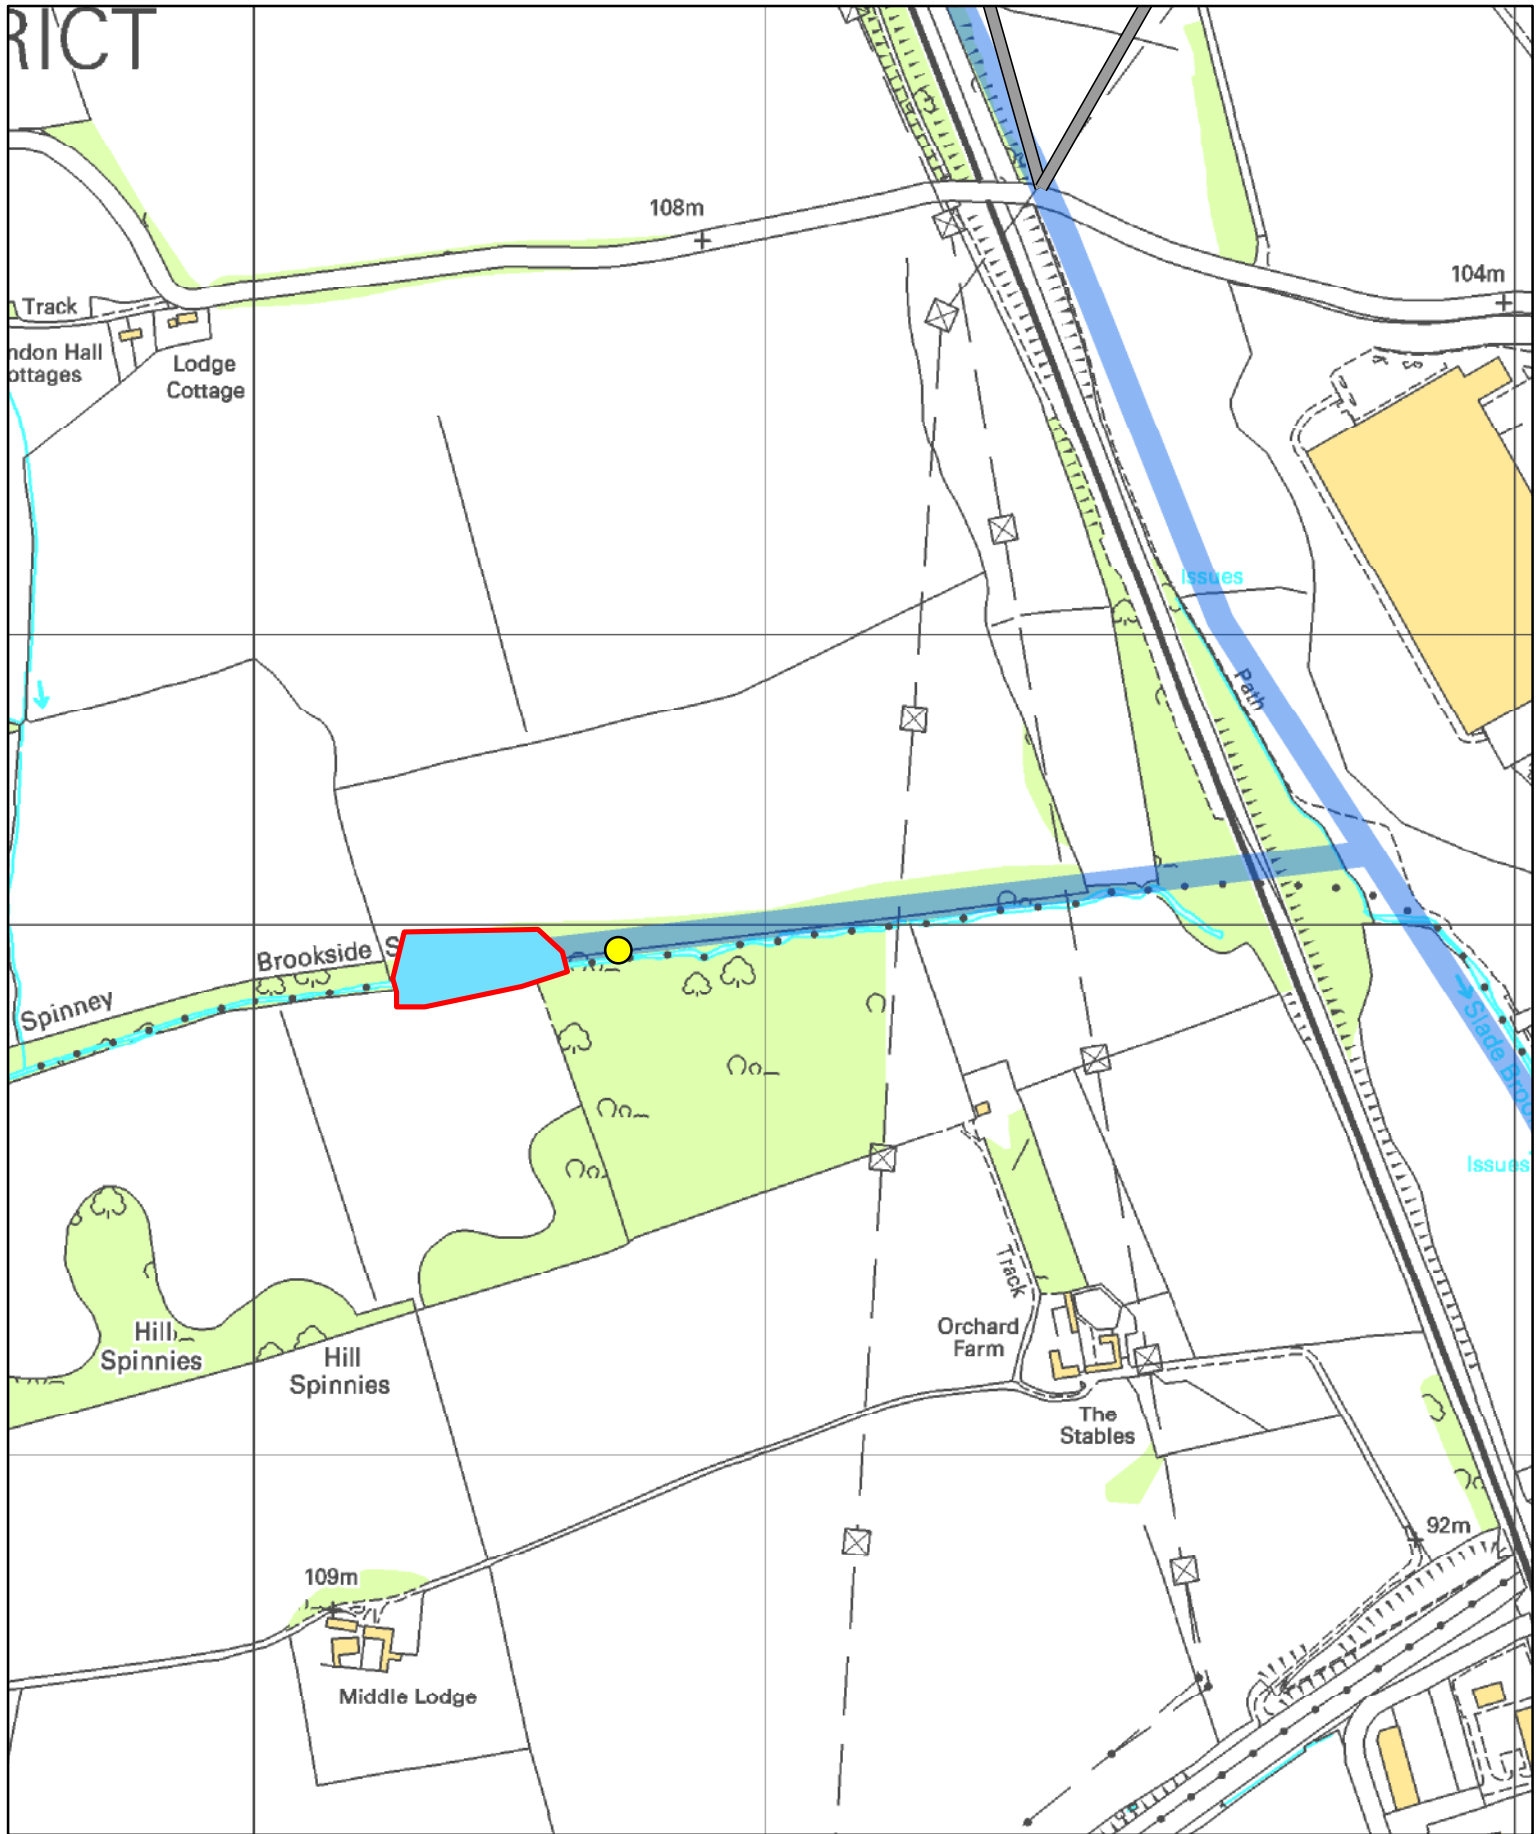 RICT
108m
104m
Track
ndon Hall
ottages
Lodge
Cottage
Issues
Path
Brookside S
Spinney
Slade Broo
Issues
Track
Hill
Spinnies
Hill
Spinnies
Orchard
Farm
The
Stables
92m
109m
Middle Lodge